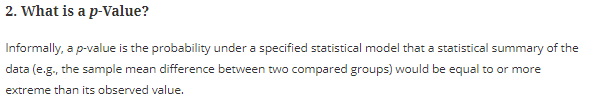 2. What is a p-Value?
Informally, a p-value is the probability under a specified statistical model that a statistical summary of the
data (e.g., the sample mean difference between two compared groups) would be equal to or more
extreme than its observed value.